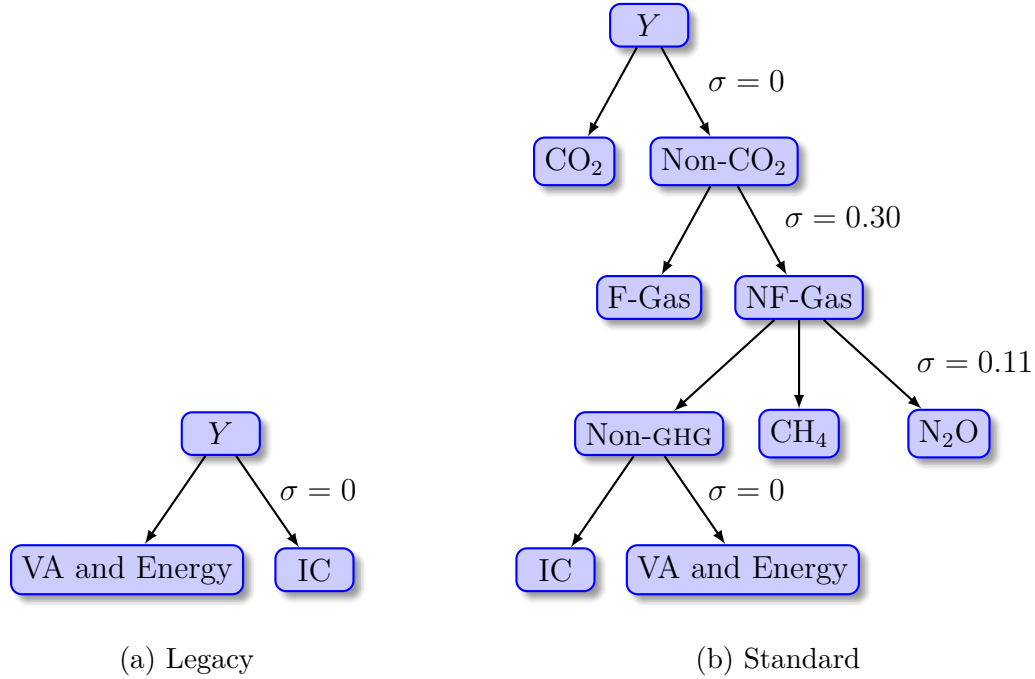 Y
σ = 0
CO₂
Non-CO₂
σ = 0.30
F-Gas
NF-Gas
σ = 0.11
Non-GHG
CH₄
N₂O
σ = 0
IC
VA and Energy
Y
σ = 0
VA and Energy
IC
(a) Legacy
(b) Standard